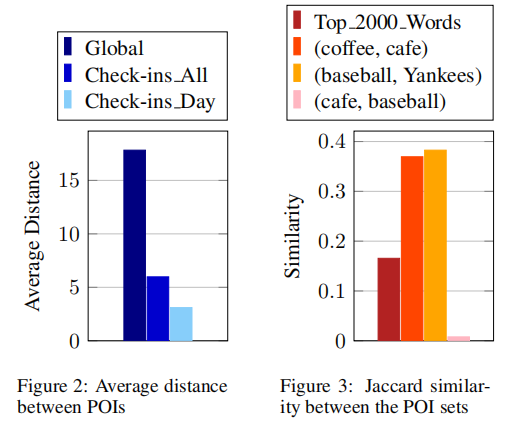 Global
Check-ins_All
Check-ins_Day
Average Distance
15
10
5
0
Figure 2: Average distance
between POIs
Top_2000_Words
(coffee, cafe)
(baseball, Yankees)
(cafe, baseball)
Similarity
0.4
0.3
0.2
0.1
0
Figure 3: Jaccard similar-
ity between the POI sets